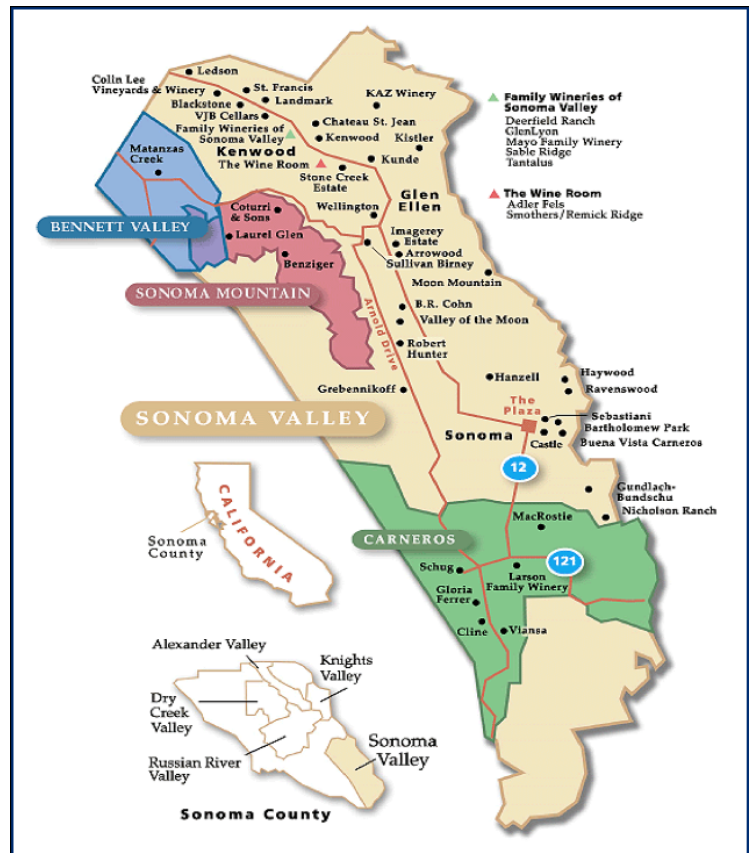 Ledson
Colin Lee
Vineyards & Winery
St. Francis
Blackstone
Landmark
KAZ Winery
VJB Cellars
Family Wineries of
Sonoma Valley
Chateau St. Jean
Kenwood
Kistler
Kenwood
The Wine Room
Kunde
Stone Creek
Estate
Glen
Ellen
Family Wineries of
Sonoma Valley
Deerfield Ranch
GlenLyon
Mayo Family Winery
Sable Ridge
Tantalus
The Wine Room
Adler Fels
Smothers/Remick Ridge
Matanzas
Creek
BENNETT VALLEY
Coturri
& Sons
Laurel Glen
Benziger
SONOMA MOUNTAIN
Wellington
Imagerey
Estate
Arrowood
Sullivan Birney
Moon Mountain
B.R. Cohn
Valley of the Moon
Arnold Drive
Robert
Hunter
Grebennikoff
Hanzell
Haywood
Ravenswood
The
Plaza
Sebastiani
Bartholomew Park
Castle
Buena Vista Carneros
SONOMA VALLEY
Sonoma
12
Gundlach-
Bundschu
Nicholson Ranch
MacRostie
CARNEROS
121
Schug
Larson
Family Winery
Gloria
Ferrer
Cline
Viansa
CALIFORNIA
Sonoma
County
Alexander Valley
Knights
Valley
Dry
Creek
Valley
Russian River
Valley
Sonoma
Valley
Sonoma County